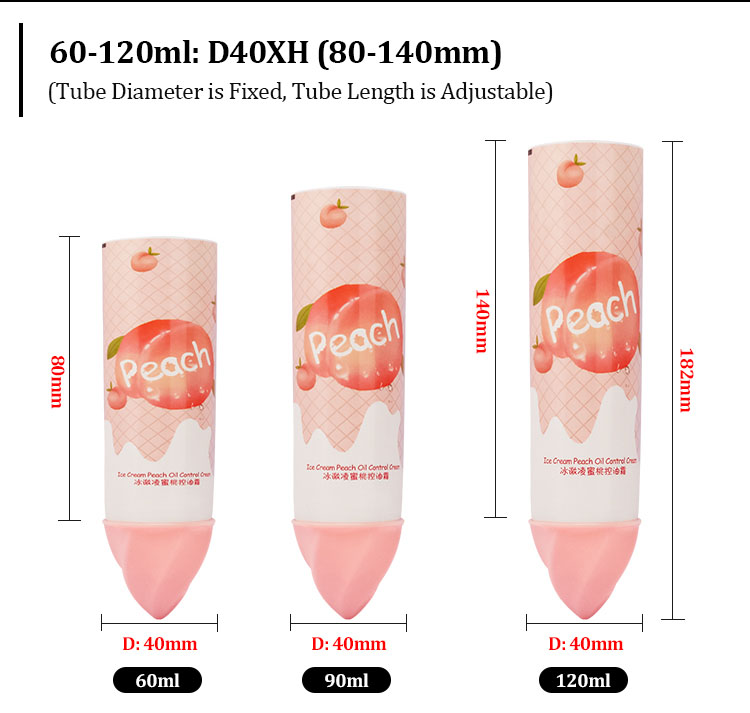 60-120ml: D40XH (80-140mm)
(Tube Diameter is Fixed, Tube Length is Adjustable)
80mm
140mm
182mm
Peach
Ice Cream Peach Oil Control Cream
冰淇凌蜜桃控油霜
Peach
Ice Cream Peach Oil Control Cream
冰淇凌蜜桃控油霜
Peach
Ice Cream Peach Oil Control Cream
冰淇凌蜜桃控油霜
D: 40mm
D: 40mm
D: 40mm
60ml
90ml
120ml